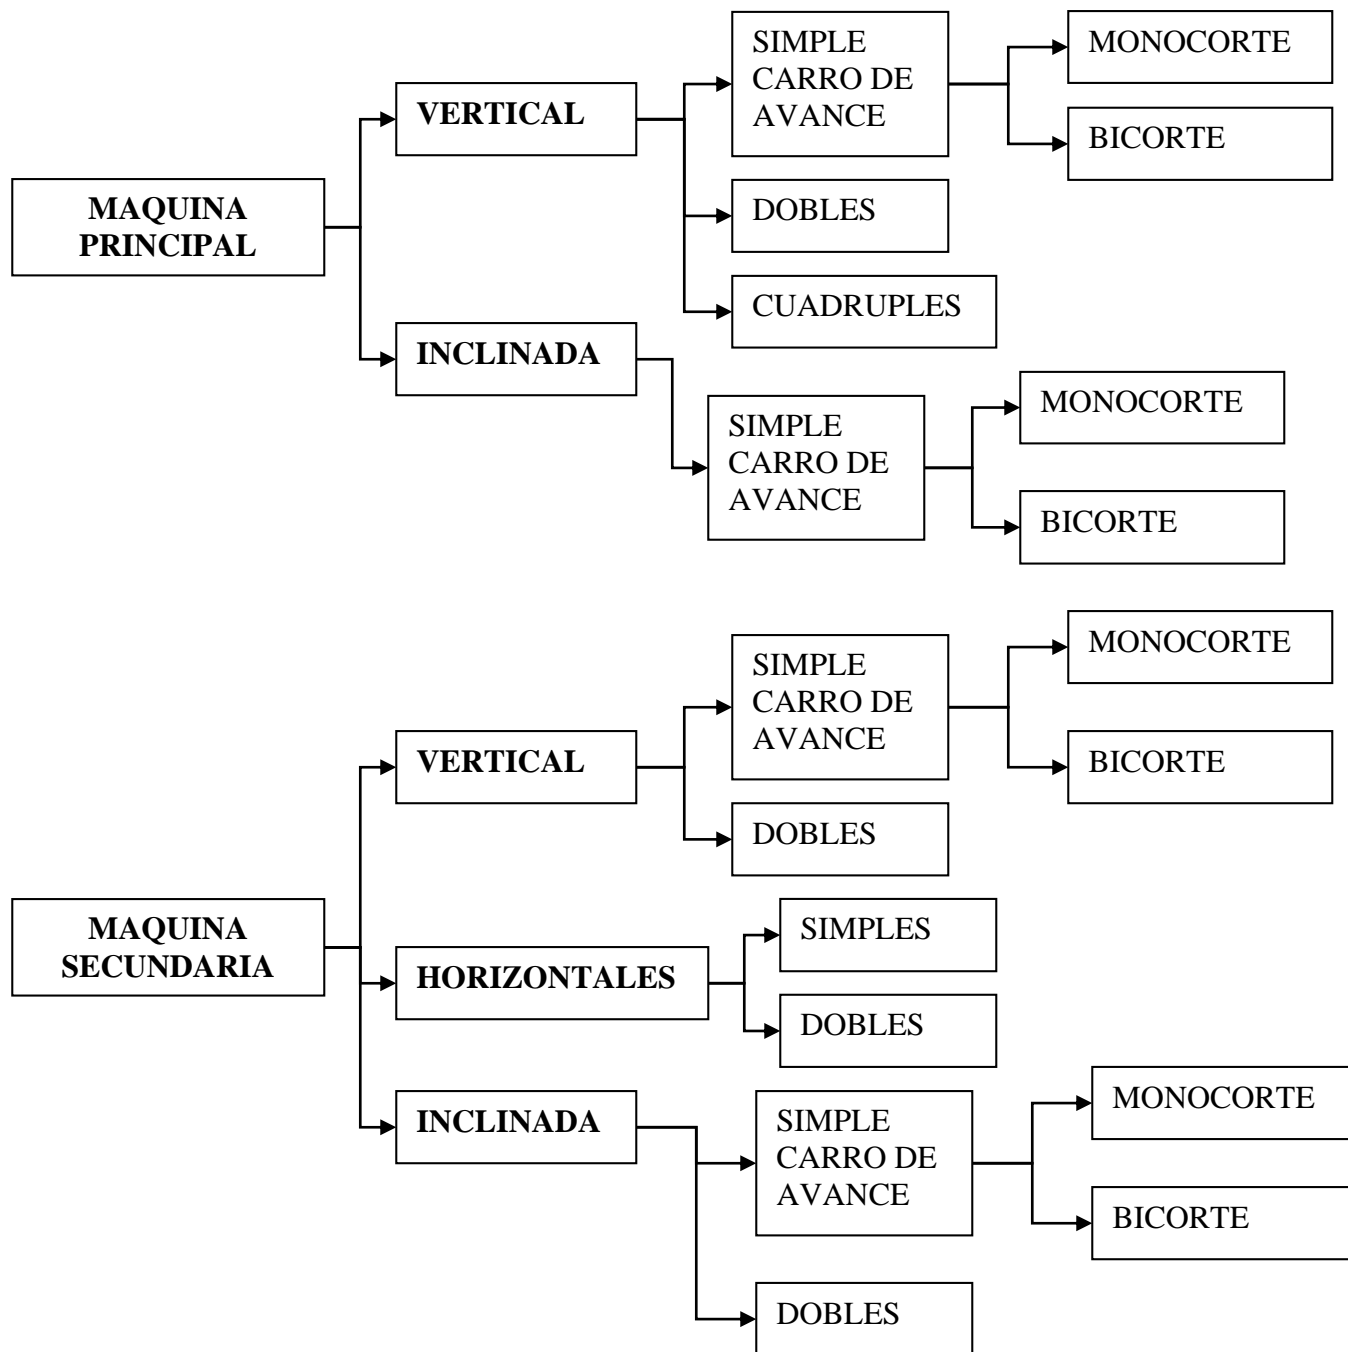 SIMPLE
CARRO DE
AVANCE
MONOCORTE
BICORTE
VERTICAL
DOBLES
CUADRUPLES
MAQUINA
PRINCIPAL
INCLINADA
SIMPLE
CARRO DE
AVANCE
MONOCORTE
BICORTE
SIMPLE
CARRO DE
AVANCE
MONOCORTE
BICORTE
VERTICAL
DOBLES
MAQUINA
SECUNDARIA
HORIZONTALES
SIMPLES
DOBLES
INCLINADA
SIMPLE
CARRO DE
AVANCE
MONOCORTE
BICORTE
DOBLES